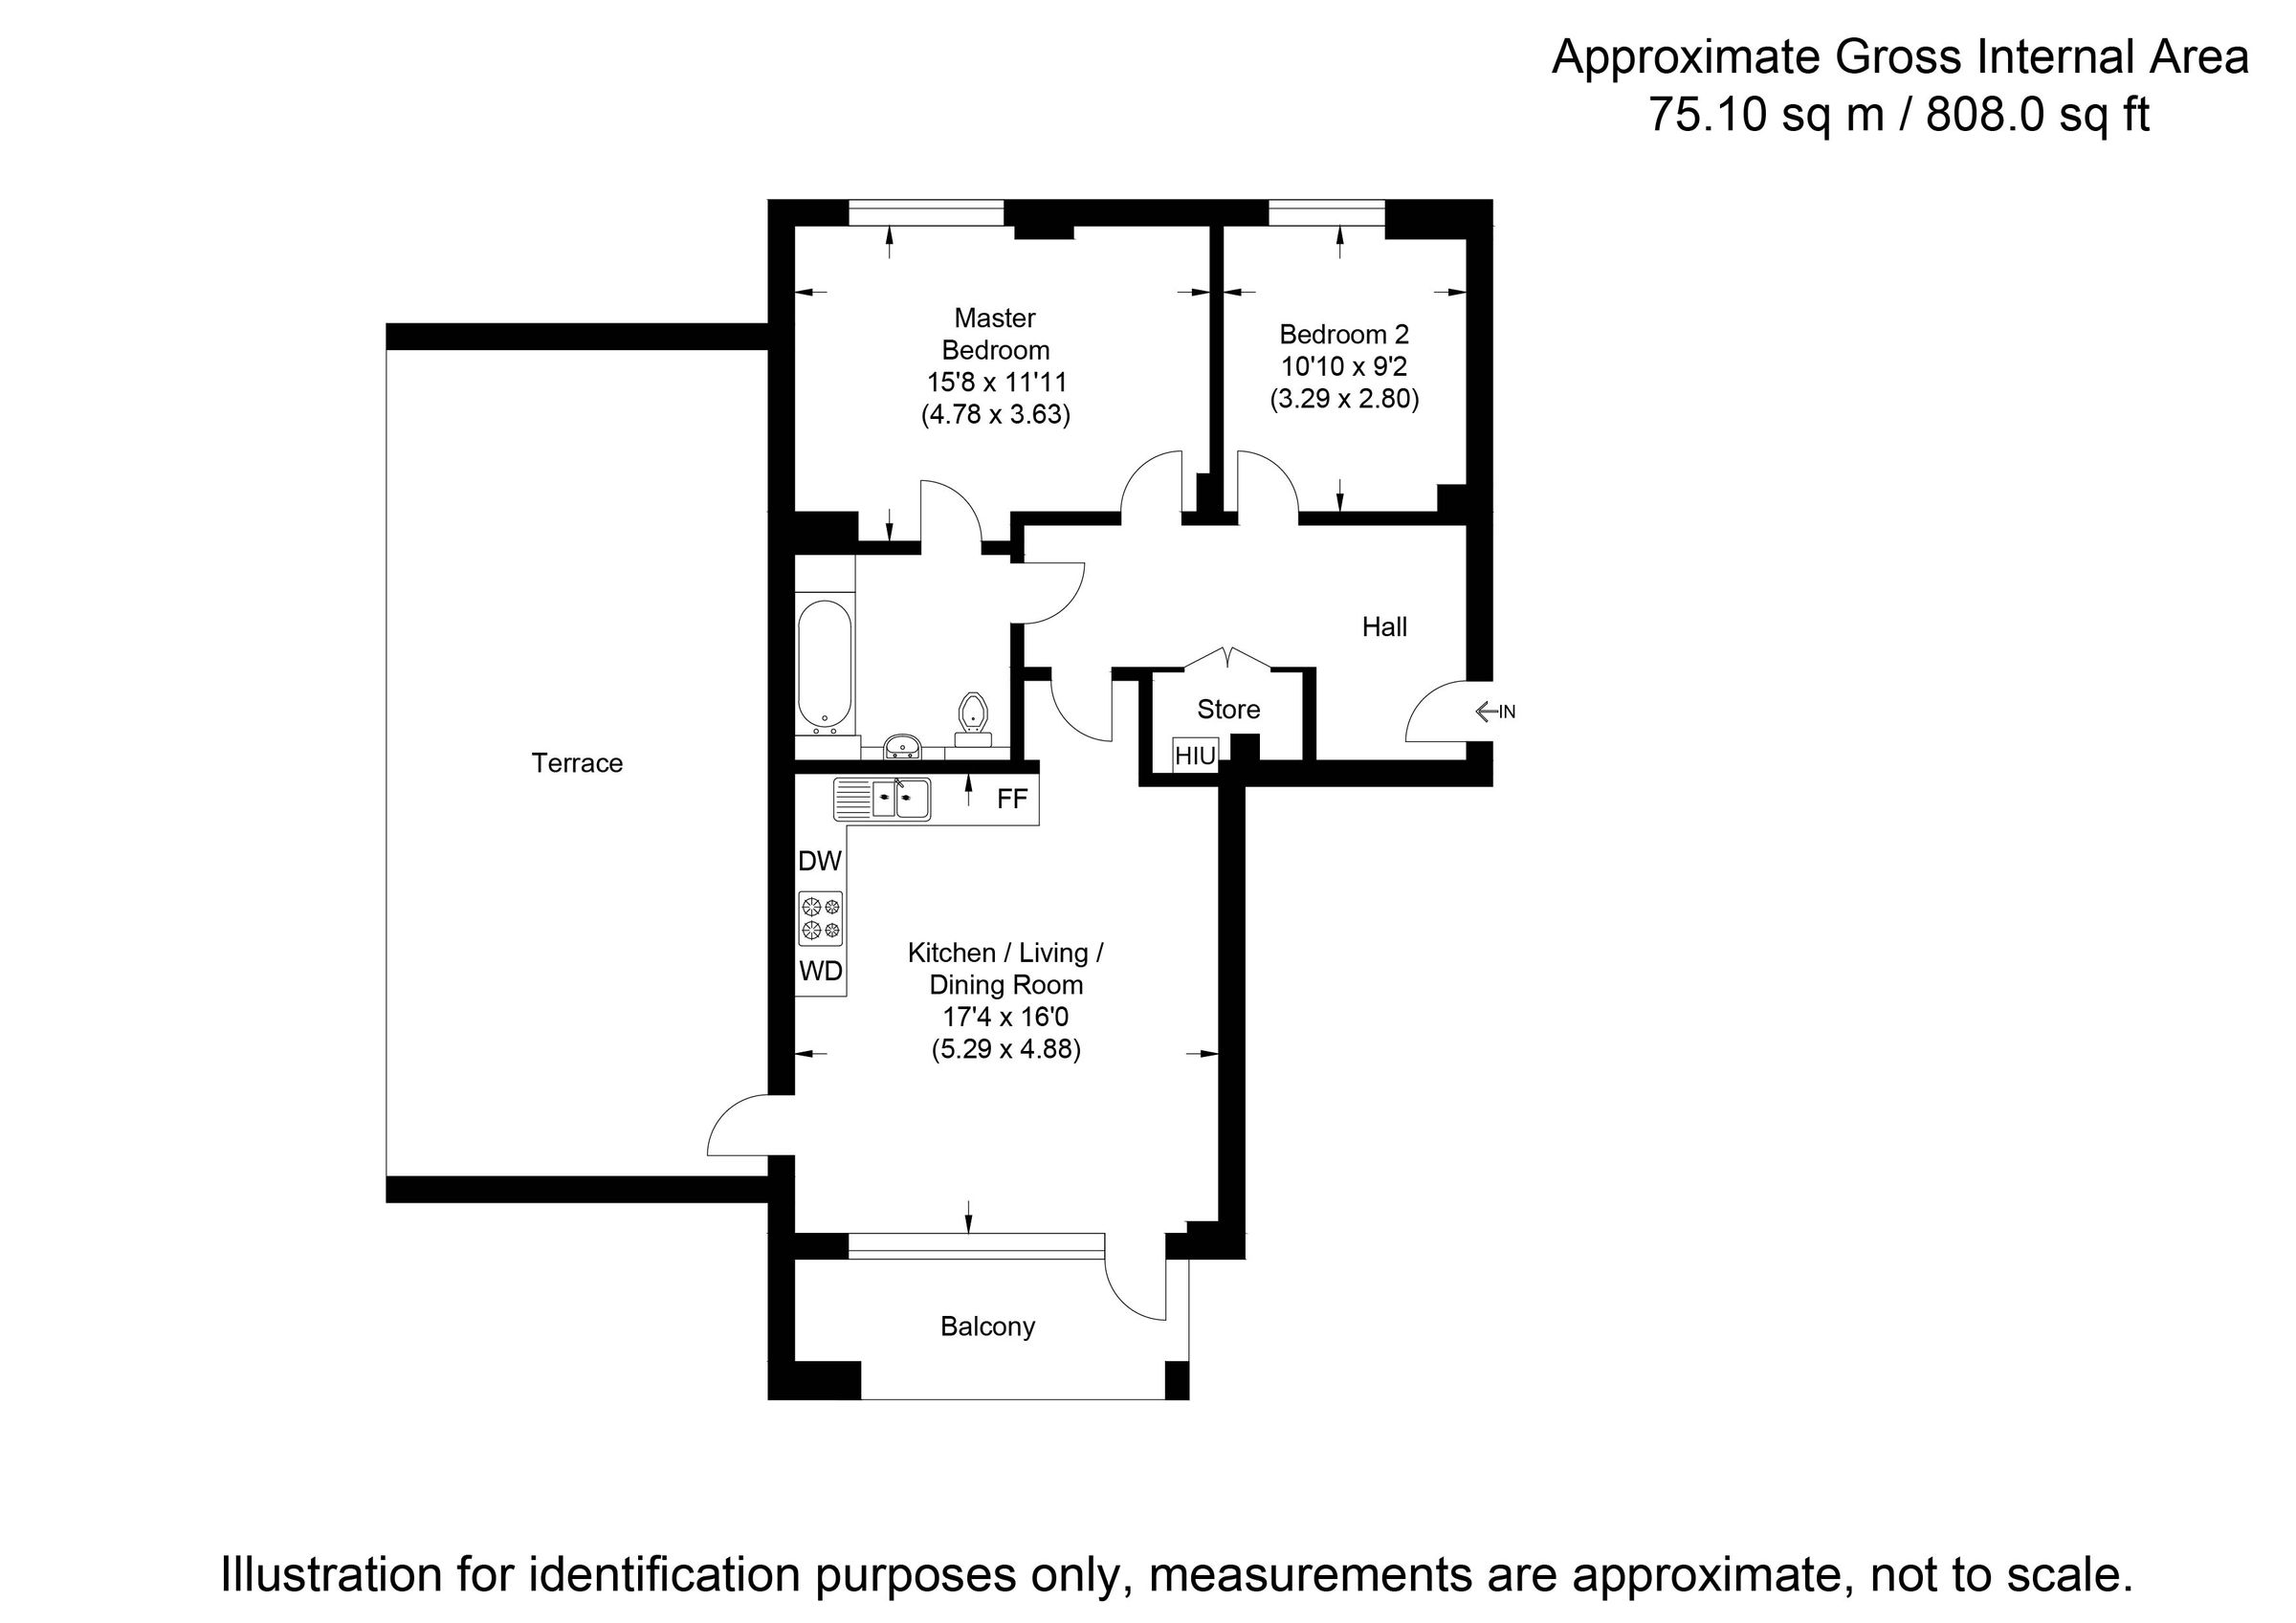 Approximate Gross Internal Area
75.10 sq m / 808.0 sq ft
Master
Bedroom
15'8 x 11'11
(4.78 x 3.63)
Bedroom 2
10'10 x 9'2
(3.29 x 2.80)
Hall
Store
IN
HIU
Terrace
FF
DW
WD
Kitchen / Living /
Dining Room
17'4 x 16'0
(5.29 x 4.88)
Balcony
Illustration for identification purposes only, measurements are approximate, not to scale.